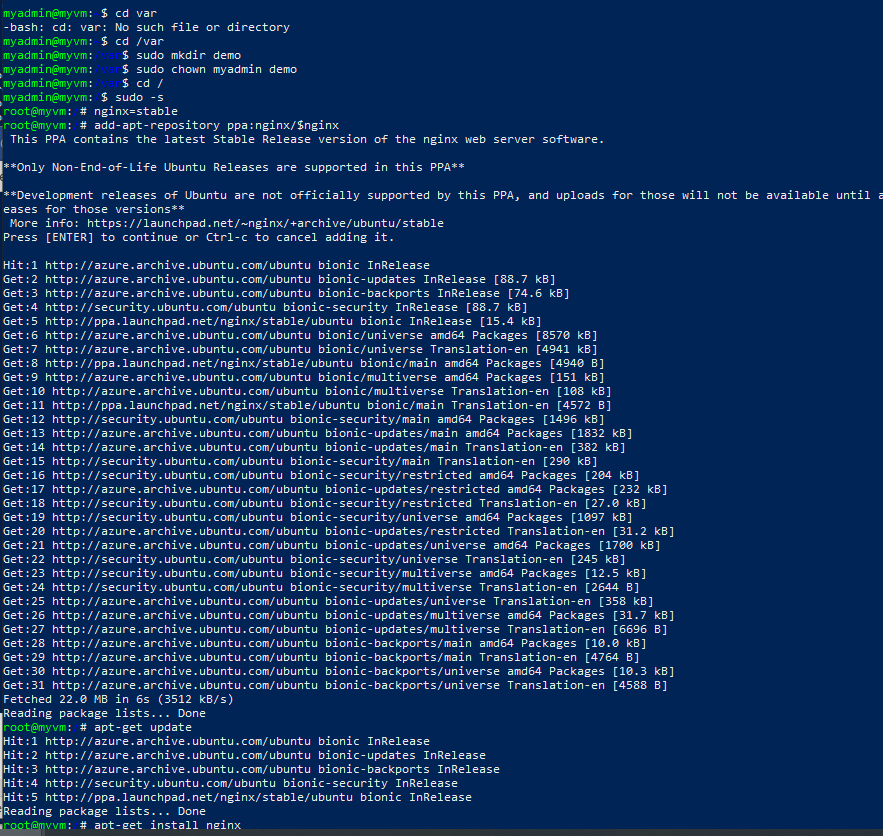 myadmin@myvm: $ cd var
-bash: cd: var: No such file or directory
myadmin@myvm: $ cd /var
myadmin@myvm:/var$ sudo mkdir demo
myadmin@myvm:/var$ sudo chown myadmin demo
myadmin@myvm:/var$ cd /
myadmin@myvm: $ sudo -s
root@myvm: # nginx=stable
root@myvm: # add-apt-repository ppa:nginx/$nginx
 This PPA contains the latest Stable Release version of the nginx web server software.
**Only Non-End-of-Life Ubuntu Releases are supported in this PPA**
**Development releases of Ubuntu are not officially supported by this PPA, and uploads for those will not be available until a
eases for those versions**
 More info: https://launchpad.net/~nginx/+archive/ubuntu/stable
Press [ENTER] to continue or Ctrl-c to cancel adding it.
Hit:1 http://azure.archive.ubuntu.com/ubuntu bionic InRelease
Get:2 http://azure.archive.ubuntu.com/ubuntu bionic-updates InRelease [88.7 kB]
Get:3 http://azure.archive.ubuntu.com/ubuntu bionic-backports InRelease [74.6 kB]
Get:4 http://security.ubuntu.com/ubuntu bionic-security InRelease [88.7 kB]
Get:5 http://ppa.launchpad.net/nginx/stable/ubuntu bionic InRelease [15.4 kB]
Get:6 http://azure.archive.ubuntu.com/ubuntu bionic/universe amd64 Packages [8570 kB]
Get:7 http://azure.archive.ubuntu.com/ubuntu bionic/universe Translation-en [4941 kB]
Get:8 http://ppa.launchpad.net/nginx/stable/ubuntu bionic/main amd64 Packages [4940 B]
Get:9 http://azure.archive.ubuntu.com/ubuntu bionic/multiverse amd64 Packages [151 kB]
Get:10 http://azure.archive.ubuntu.com/ubuntu bionic/multiverse Translation-en [108 kB]
Get:11 http://ppa.launchpad.net/nginx/stable/ubuntu bionic/main Translation-en [4572 B]
Get:12 http://security.ubuntu.com/ubuntu bionic-security/main amd64 Packages [1496 kB]
Get:13 http://azure.archive.ubuntu.com/ubuntu bionic-updates/main amd64 Packages [1832 kB]
Get:14 http://azure.archive.ubuntu.com/ubuntu bionic-updates/main Translation-en [382 kB]
Get:15 http://security.ubuntu.com/ubuntu bionic-security/main Translation-en [290 kB]
Get:16 http://security.ubuntu.com/ubuntu bionic-security/restricted amd64 Packages [204 kB]
Get:17 http://azure.archive.ubuntu.com/ubuntu bionic-updates/restricted amd64 Packages [232 kB]
Get:18 http://security.ubuntu.com/ubuntu bionic-security/restricted Translation-en [27.0 kB]
Get:19 http://security.ubuntu.com/ubuntu bionic-security/universe amd64 Packages [1097 kB]
Get:20 http://azure.archive.ubuntu.com/ubuntu bionic-updates/restricted Translation-en [31.2 kB]
Get:21 http://azure.archive.ubuntu.com/ubuntu bionic-updates/universe amd64 Packages [1700 kB]
Get:22 http://security.ubuntu.com/ubuntu bionic-security/universe Translation-en [245 kB]
Get:23 http://security.ubuntu.com/ubuntu bionic-security/multiverse amd64 Packages [12.5 kB]
Get:24 http://security.ubuntu.com/ubuntu bionic-security/multiverse Translation-en [2644 B]
Get:25 http://azure.archive.ubuntu.com/ubuntu bionic-updates/universe Translation-en [358 kB]
Get:26 http://azure.archive.ubuntu.com/ubuntu bionic-updates/multiverse amd64 Packages [31.7 kB]
Get:27 http://azure.archive.ubuntu.com/ubuntu bionic-updates/multiverse Translation-en [6696 B]
Get:28 http://azure.archive.ubuntu.com/ubuntu bionic-backports/main amd64 Packages [10.0 kB]
Get:29 http://azure.archive.ubuntu.com/ubuntu bionic-backports/main Translation-en [4764 B]
Get:30 http://azure.archive.ubuntu.com/ubuntu bionic-backports/universe amd64 Packages [10.3 kB]
Get:31 http://azure.archive.ubuntu.com/ubuntu bionic-backports/universe Translation-en [4588 B]
Fetched 22.0 MB in 6s (3512 kB/s)
Reading package lists... Done
root@myvm: # apt-get update
Hit:1 http://azure.archive.ubuntu.com/ubuntu bionic InRelease
Hit:2 http://azure.archive.ubuntu.com/ubuntu bionic-updates InRelease
Hit:3 http://azure.archive.ubuntu.com/ubuntu bionic-backports InRelease
Hit:4 http://security.ubuntu.com/ubuntu bionic-security InRelease
Hit:5 http://ppa.launchpad.net/nginx/stable/ubuntu bionic InRelease
Reading package lists... Done
root@myvm: # apt-get install nginx